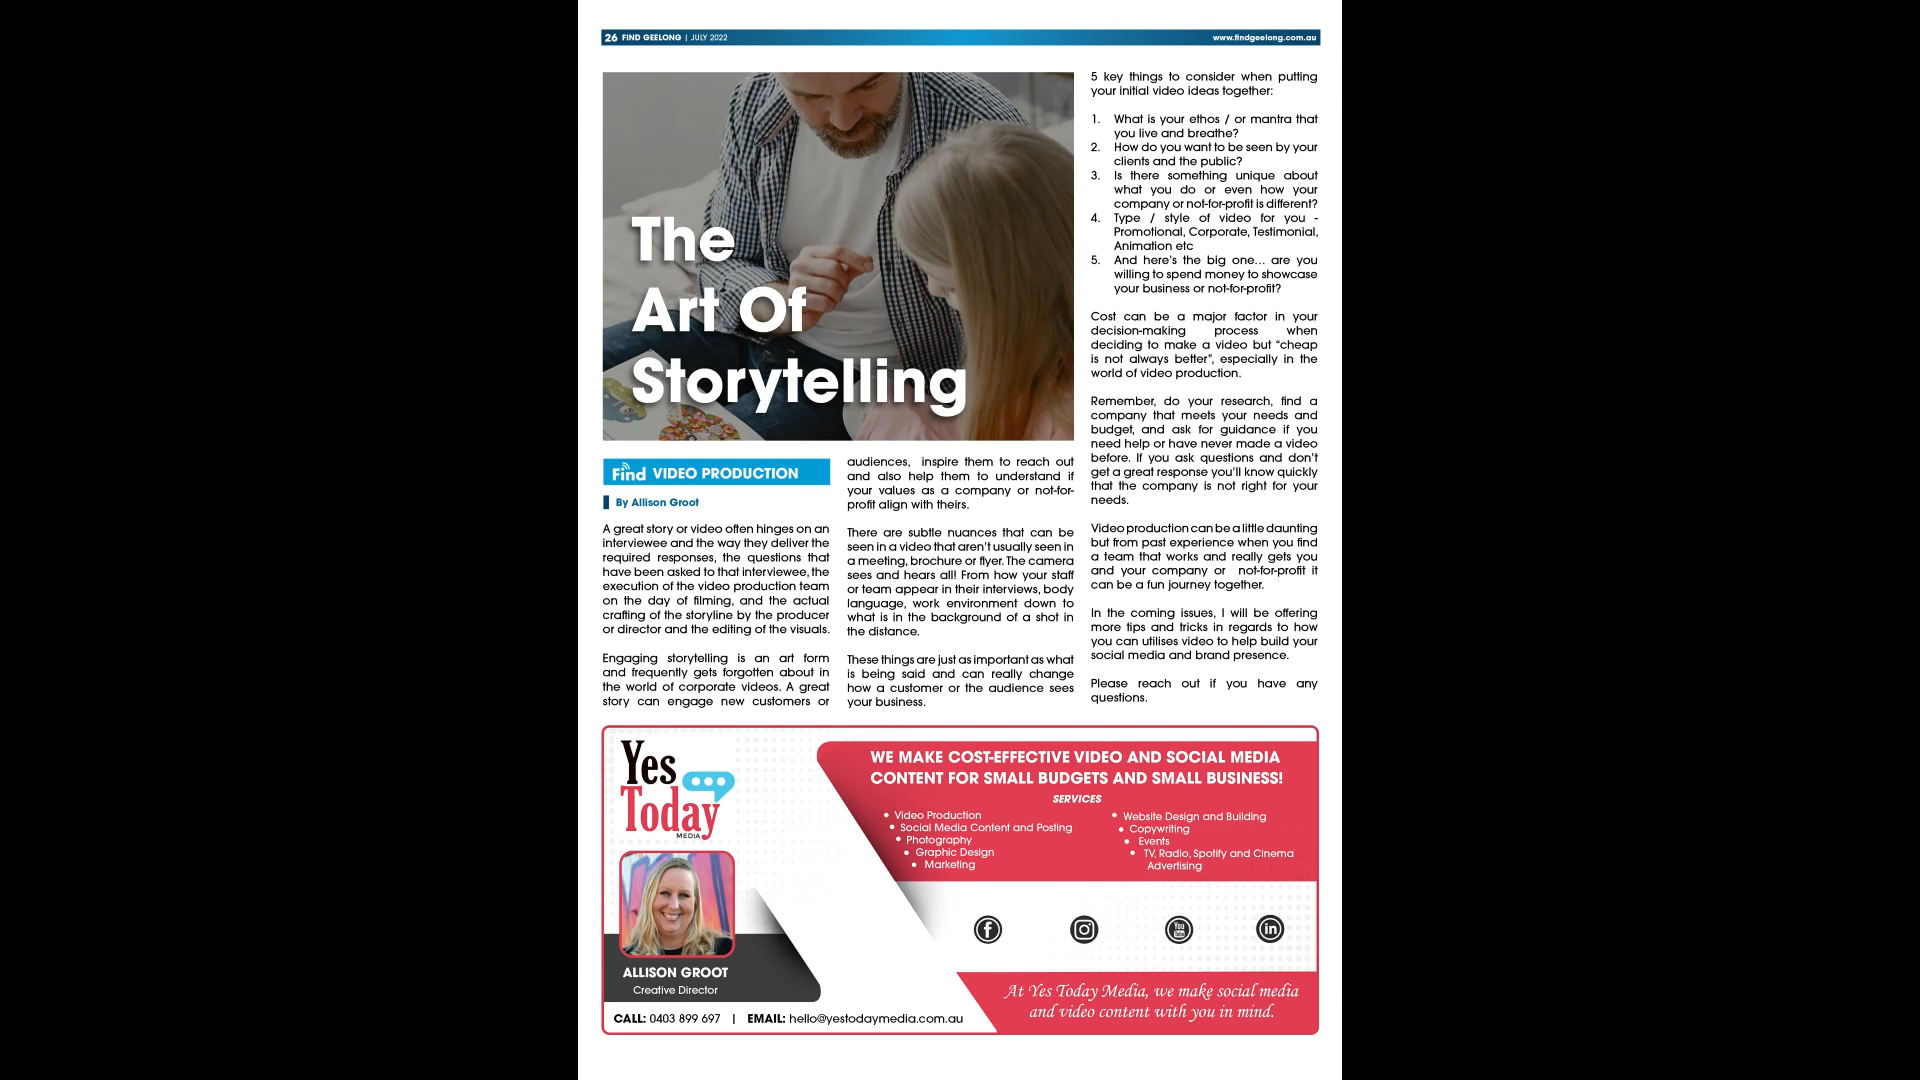 26 FIND GEELONG | JULY 2022
www.findgeelong.com.au
The
Art Of
Storytelling
Find VIDEO PRODUCTION
By Allison Groot
A great story or video often hinges on an
interviewee and the way they deliver the
required responses, the questions that
have been asked to that interviewee, the
execution of the video production team
on the day of filming, and the actual
crafting of the storyline by the producer
or director and the editing of the visuals.
Engaging storytelling is an art form
and frequently gets forgotten about in
the world of corporate videos. A great
story can engage new customers or
audiences, inspire them to reach out
and also help them to understand if
your values as a company or not-for-
profit align with theirs.
There are subtle nuances that can be
seen in a video that aren't usually seen in
a meeting, brochure or flyer. The camera
sees and hears all! From how your staff
or team appear in their interviews, body
language, work environment down to
what is in the background of a shot in
the distance.
These things are just as important as what
is being said and can really change
how a customer or the audience sees
your business.
5 key things to consider when putting
your initial video ideas together:
1. What is your ethos / or mantra that
you live and breathe?
2. How do you want to be seen by your
clients and the public?
3. Is there something unique about
what you do or even how your
company or not-for-profit is different?
4. Type / style of video for you -
Promotional, Corporate, Testimonial,
Animation etc
5. And here's the big one... are you
willing to spend money to showcase
your business or not-for-profit?
Cost can be a major factor in your
decision-making process when
deciding to make a video but “cheap
is not always better”, especially in the
world of video production.
Remember, do your research, find a
company that meets your needs and
budget, and ask for guidance if you
need help or have never made a video
before. If you ask questions and don't
get a great response you'll know quickly
that the company is not right for your
needs.
Video production can be a little daunting
but from past experience when you find
a team that works and really gets you
and your company or not-for-profit it
can be a fun journey together.
In the coming issues, I will be offering
more tips and tricks in regards to how
you can utilises video to help build your
social media and brand presence.
Please reach out if you have any
questions.
Yes
Today
MEDIA
ALLISON GROOT
Creative Director
CALL: 0403 899 697 | EMAIL: hello@yestodaymedia.com.au
WE MAKE COST-EFFECTIVE VIDEO AND SOCIAL MEDIA
CONTENT FOR SMALL BUDGETS AND SMALL BUSINESS!
SERVICES
• Video Production
• Social Media Content and Posting
• Photography
• Graphic Design
• Marketing
• Website Design and Building
• Copywriting
• Events
• TV, Radio, Spotify and Cinema
Advertising
You
Tube
in
At Yes Today Media, we make social media
and video content with you in mind.